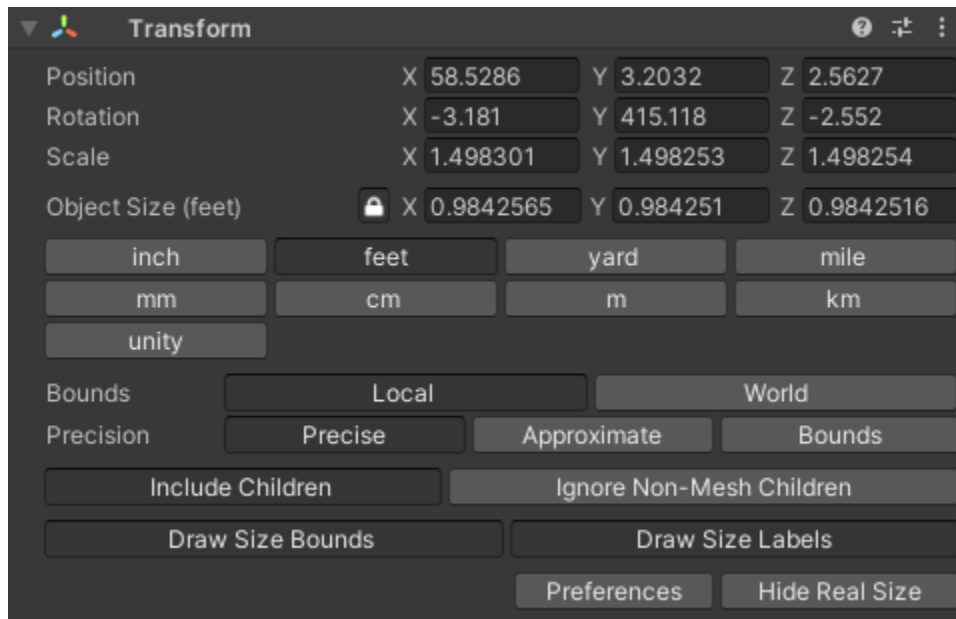 Transform
Position X 58.5286 Y 3.2032 Z 2.5627
Rotation X -3.181 Y 415.118 Z -2.552
Scale X 1.498301 Y 1.498253 Z 1.498254
Object Size (feet) X 0.9842565 Y 0.984251 Z 0.9842516
inch feet yard mile
mm cm m km
unity
Bounds Local World
Precision Precise Approximate Bounds
Include Children Ignore Non-Mesh Children
Draw Size Bounds Draw Size Labels
Preferences Hide Real Size